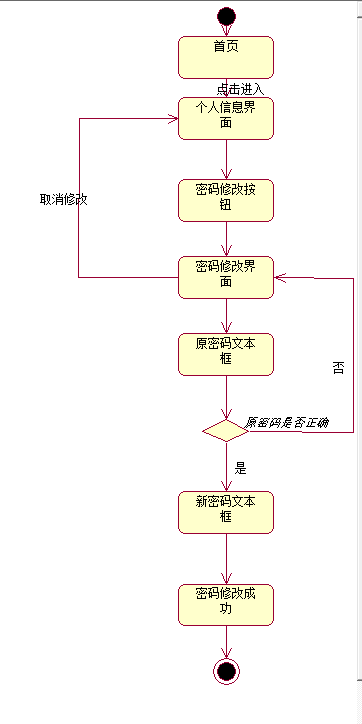 首页
点击进入
个人信息界
面
取消修改
密码修改按
钮
密码修改界
面
原密码文本
框
否
原密码是否正确
是
新密码文本
框
密码修改成
功